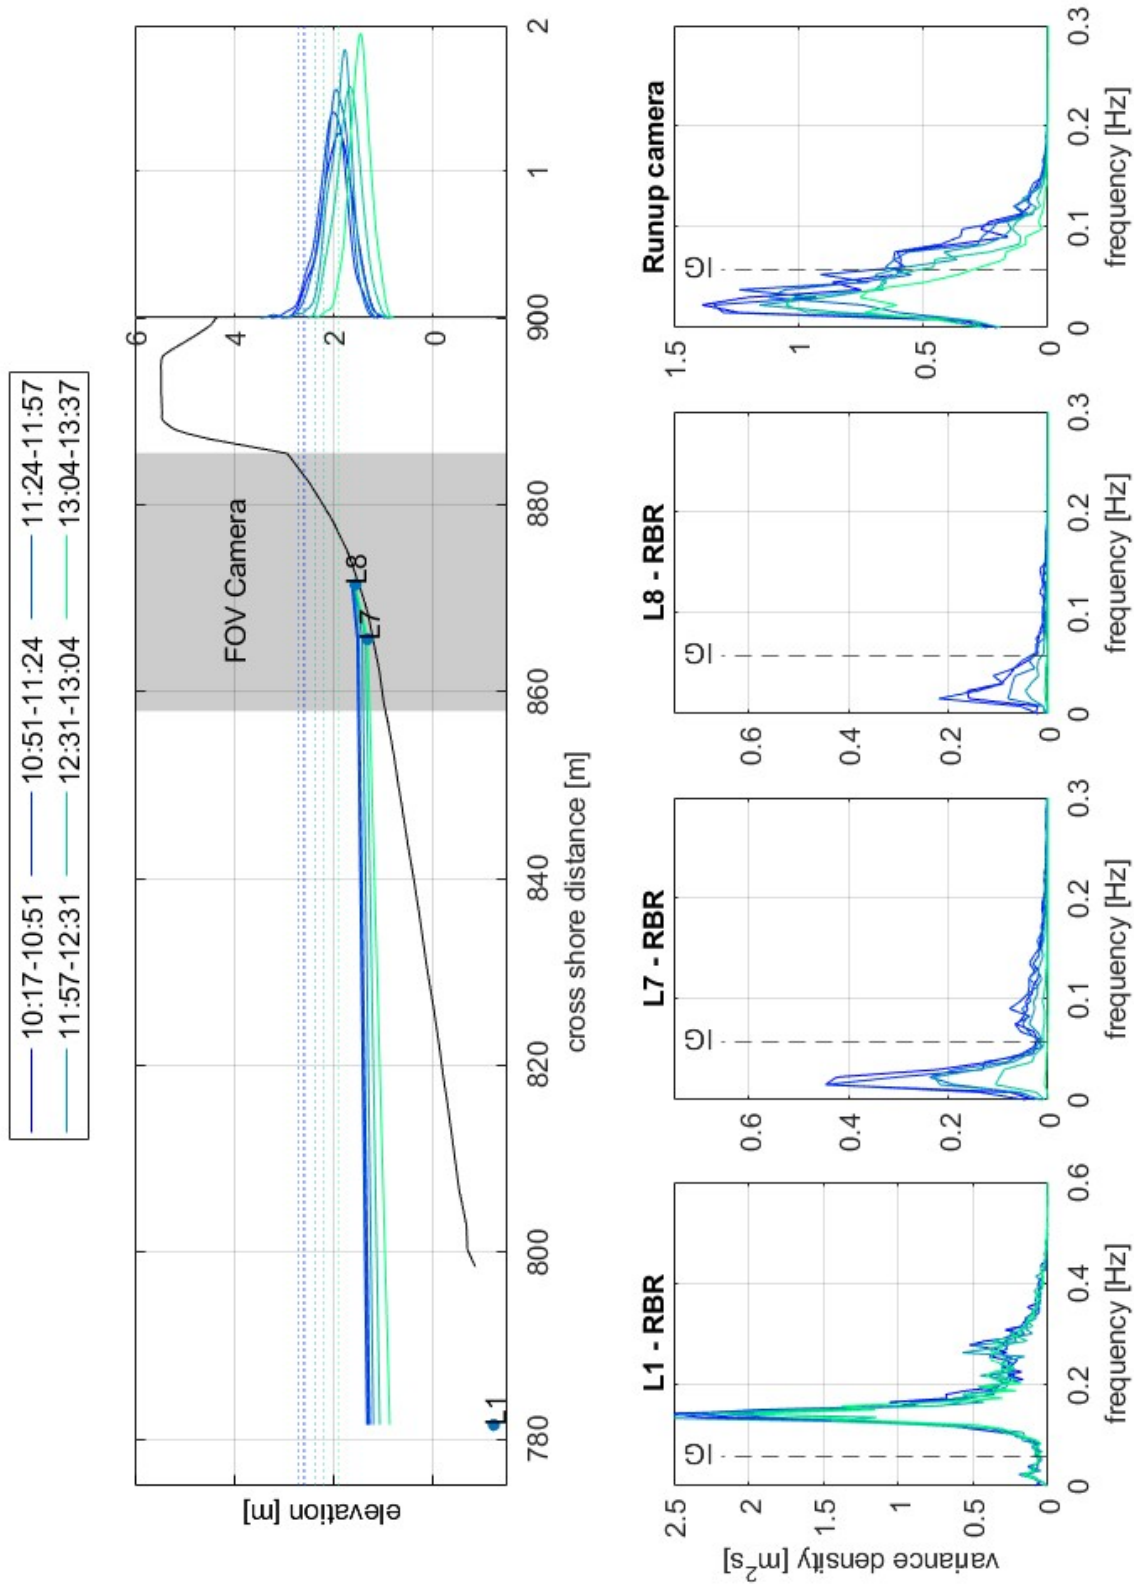 10:17-10:51 10:51-11:24 11:24-11:57
11:57-12:31 12:31-13:04 13:04-13:37
elevation [m]
6
4
2
0
FOV Camera
L1
L7
L8
780 800 820 840 860 880 900 1 2
cross shore distance [m]
L1 - RBR
variance density [m²s]
2.5
2
1.5
1
0.5
0
IG
0 0.2 0.4 0.6
frequency [Hz]
L7 - RBR
0.6
0.4
0.2
0
IG
0 0.1 0.2 0.3
frequency [Hz]
L8 - RBR
0.6
0.4
0.2
0
IG
0 0.1 0.2 0.3
frequency [Hz]
Runup camera
1.5
1
0.5
0
IG
0 0.1 0.2 0.3
frequency [Hz]